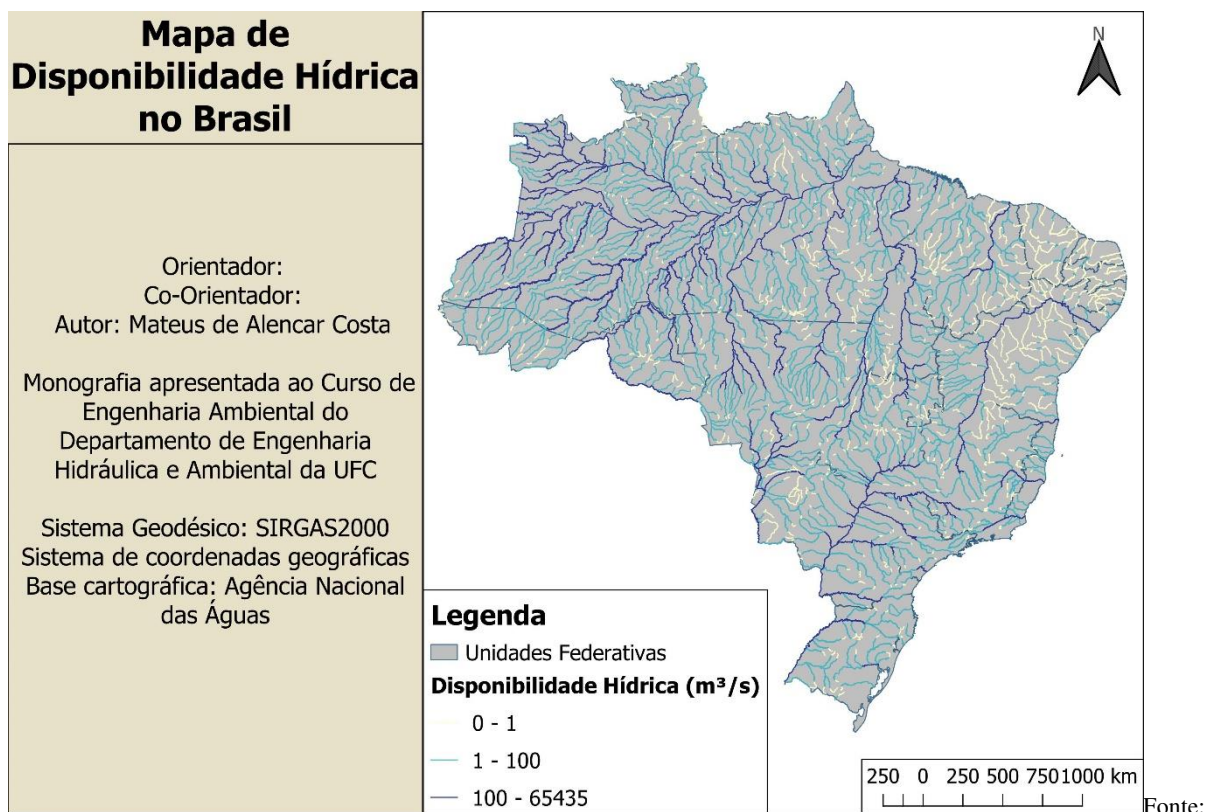 Mapa de
Disponibilidade Hídrica
no Brasil
Orientador:
Co-Orientador:
Autor: Mateus de Alencar Costa
Monografia apresentada ao Curso de
Engenharia Ambiental do
Departamento de Engenharia
Hidráulica e Ambiental da UFC
Sistema Geodésico: SIRGAS2000
Sistema de coordenadas geográficas
Base cartográfica: Agência Nacional
das Águas
N
Legenda
Unidades Federativas
Disponibilidade Hídrica (m³/s)
0 - 1
1 - 100
100 - 65435
250 0 250 500 750 1000 km
Fonte: